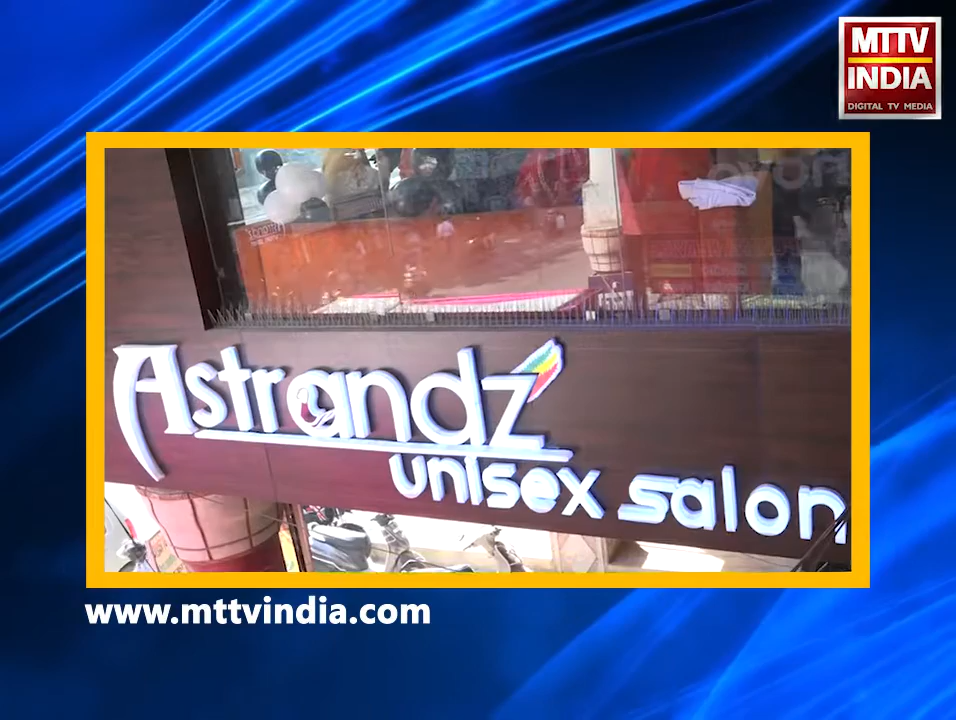 MTTV
INDIA
DIGITAL TV MEDIA
Astrandz
unisex salon
www.mttvindia.com